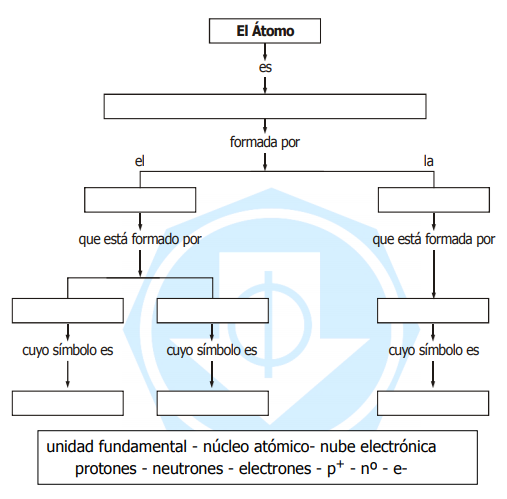 El Átomo
es
formada por
el la
que está formado por que está formada por
cuyo símbolo es cuyo símbolo es cuyo símbolo es
unidad fundamental - núcleo atómico- nube electrónica
protones - neutrones - electrones - p⁺ - nº - e-